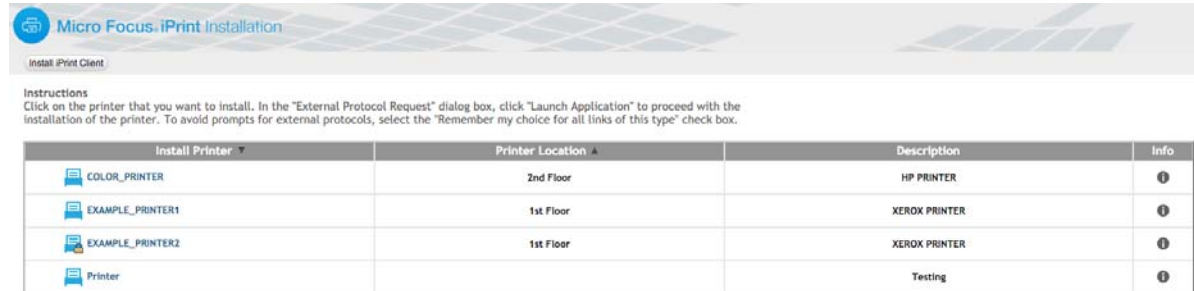 Micro Focus® iPrint Installation
Install iPrint Client
Instructions
Click on the printer that you want to install. In the "External Protocol Request" dialog box, click "Launch Application" to proceed with the
installation of the printer. To avoid prompts for external protocols, select the "Remember my choice for all links of this type" check box.
Install Printer ▼ Printer Location ▲ Description Info
COLOR_PRINTER 2nd Floor HP PRINTER
EXAMPLE_PRINTER1 1st Floor XEROX PRINTER
EXAMPLE_PRINTER2 1st Floor XEROX PRINTER
Printer Testing